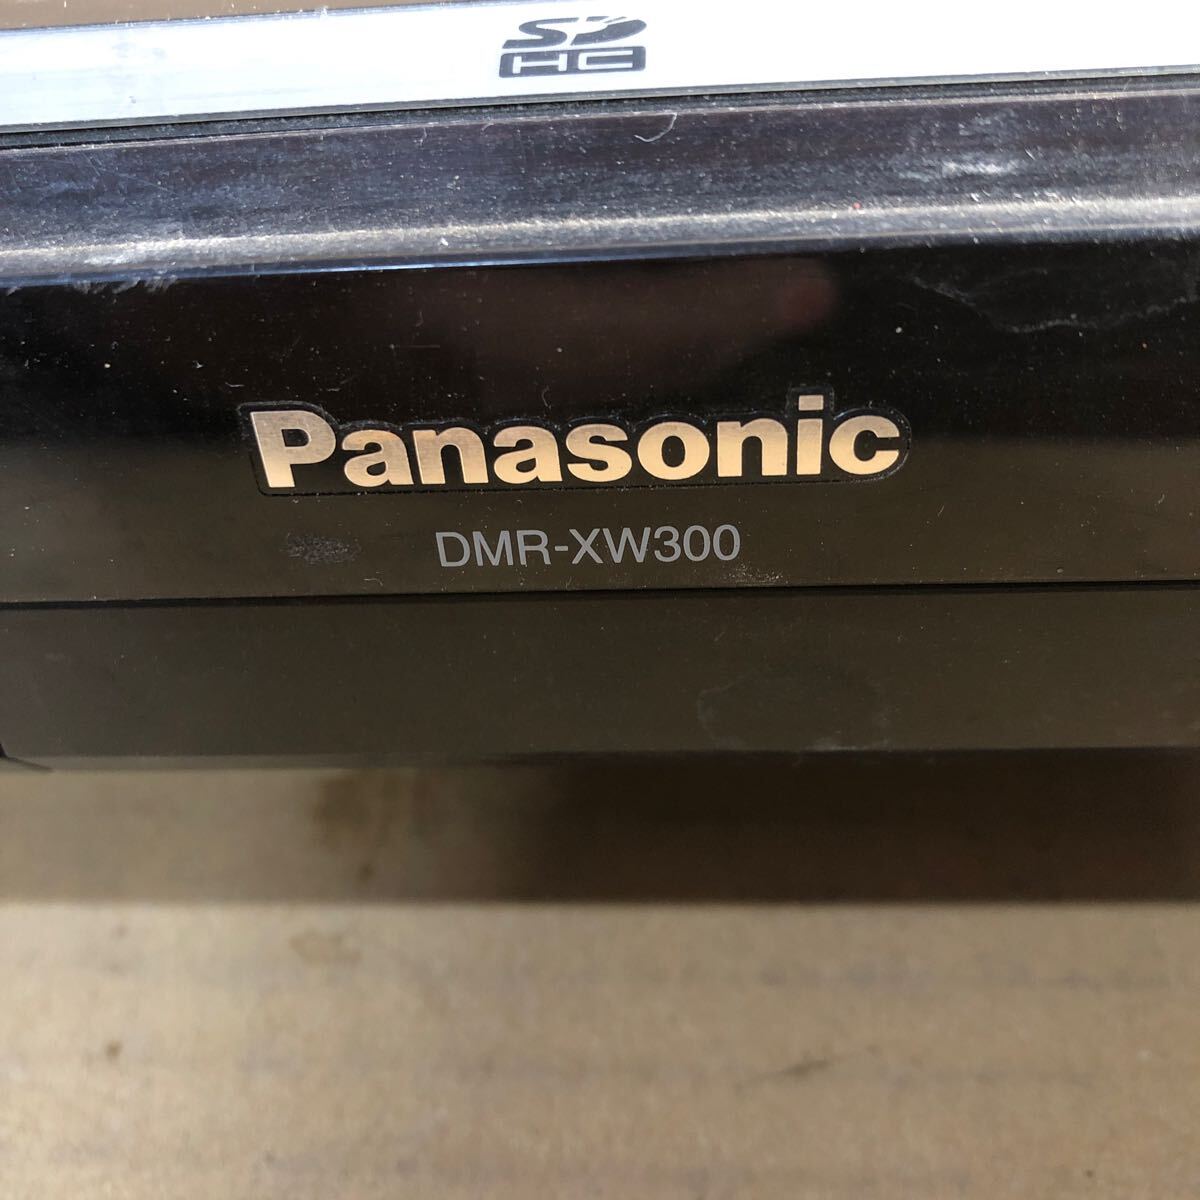 SD
HC
Panasonic
DMR-XW300